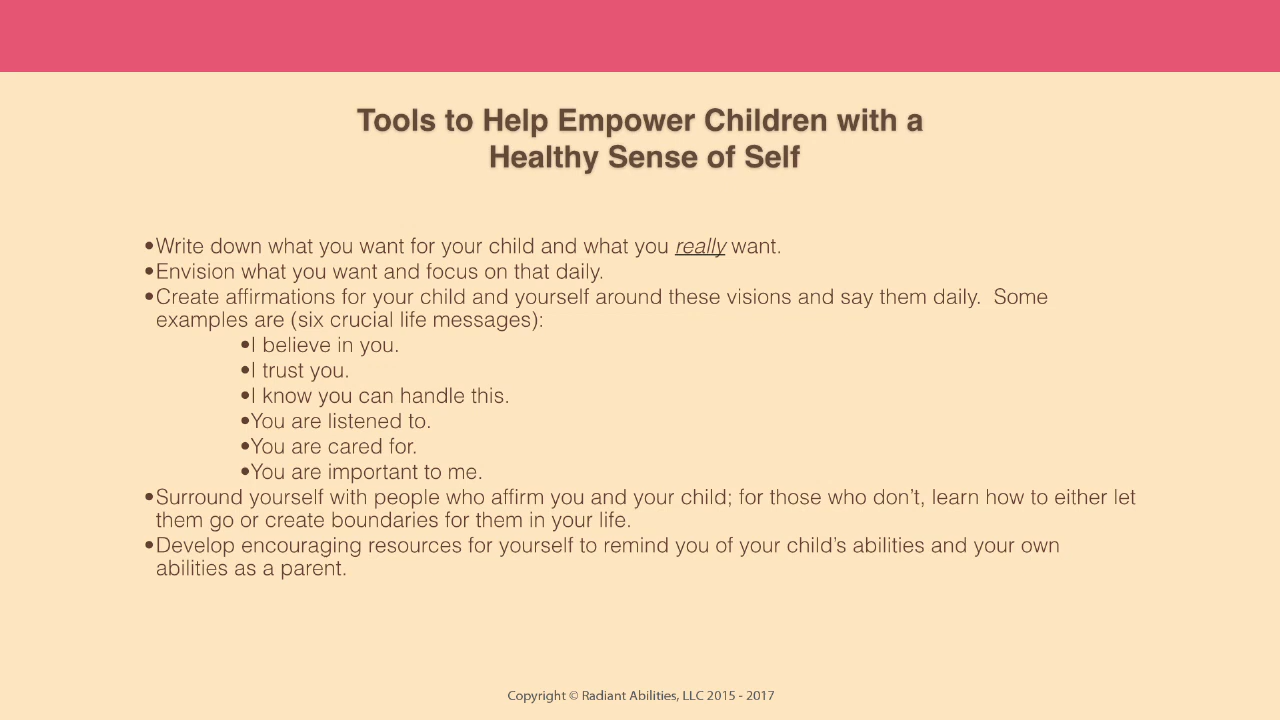 Tools to Help Empower Children with a
Healthy Sense of Self
•Write down what you want for your child and what you really want.
•Envision what you want and focus on that daily.
•Create affirmations for your child and yourself around these visions and say them daily.  Some
examples are (six crucial life messages):
•I believe in you.
•I trust you.
•I know you can handle this.
•You are listened to.
•You are cared for.
•You are important to me.
•Surround yourself with people who affirm you and your child; for those who don’t, learn how to either let
them go or create boundaries for them in your life.
•Develop encouraging resources for yourself to remind you of your child’s abilities and your own
abilities as a parent.
Copyright © Radiant Abilities, LLC 2015 - 2017